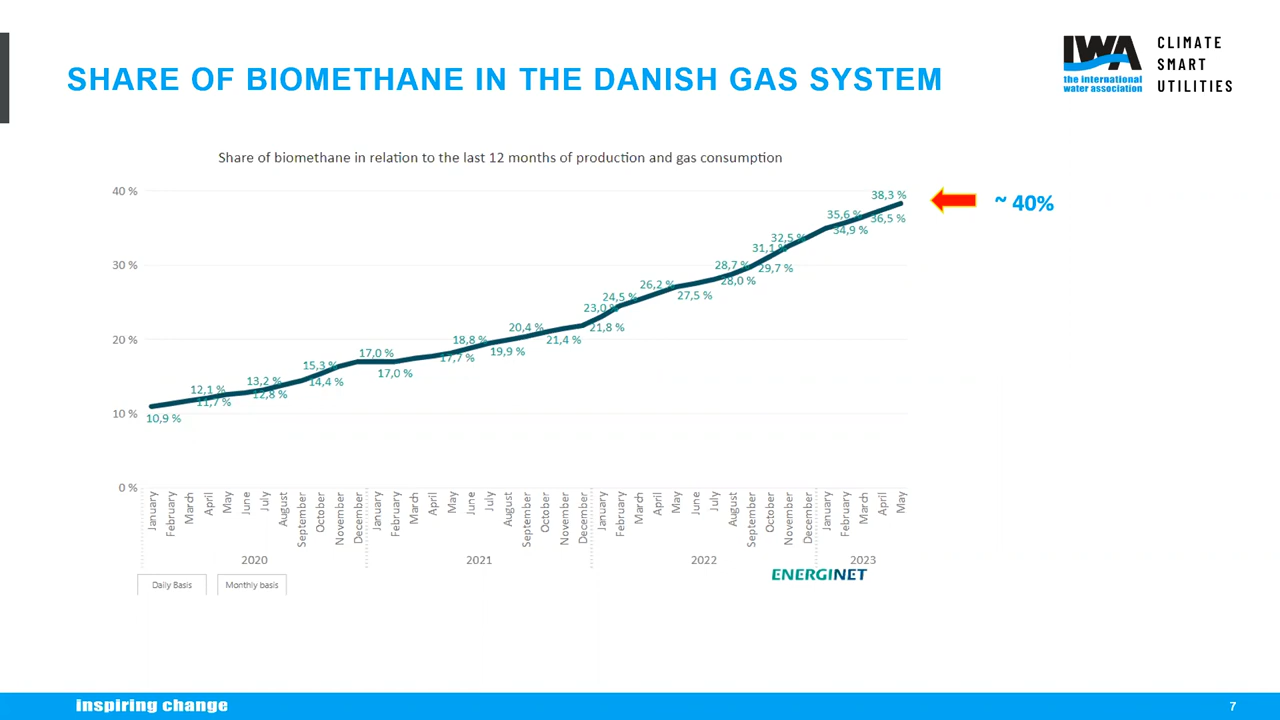 SHARE OF BIOMETHANE IN THE DANISH GAS SYSTEM
IWA
the international
water association
CLIMATE
SMART
UTILITIES
Share of biomethane in relation to the last 12 months of production and gas consumption
40 %
30 %
20 %
10 %
0 %
10,9 %
12,1 %
11,7 %
13,2 %
12,8 %
15,3 %
14,4 %
17,0 %
17,0 %
18,8 %
17,7 %
20,4 %
19,9 %
21,4 %
23,0 %
21,8 %
24,5 %
26,2 %
27,5 %
28,7 %
28,0 %
31,1 %
29,7 %
32,5 %
35,6 %
34,9 %
38,3 %
36,5 %
~ 40%
January
February
March
April
May
June
July
August
September
October
November
December
January
February
March
April
May
June
July
August
September
October
November
December
January
February
March
April
May
June
July
August
September
October
November
December
January
February
March
April
May
2020
2021
2022
2023
Daily Basis
Monthly basis
ENERGINET
inspiring change
7